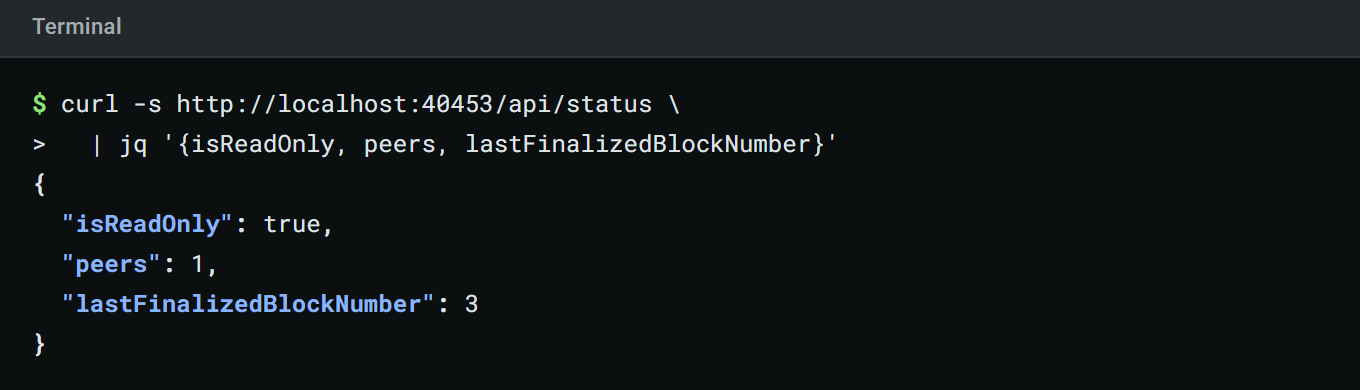 Terminal
$ curl -s http://localhost:40453/api/status \
>   | jq '{isReadOnly, peers, lastFinalizedBlockNumber}'
{
  "isReadOnly": true,
  "peers": 1,
  "lastFinalizedBlockNumber": 3
}